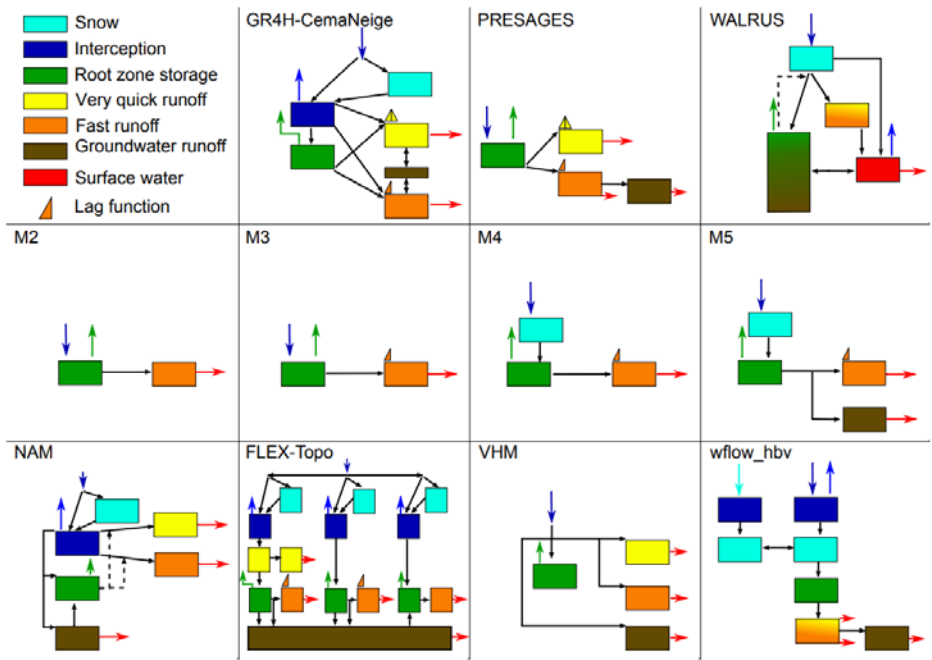 GR4H-CemaNeige
PRESAGES
WALRUS
Snow
Interception
Root zone storage
Very quick runoff
Fast runoff
Groundwater runoff
Surface water
Lag function
M2
M3
M4
M5
NAM
FLEX-Topo
VHM
wflow_hbv